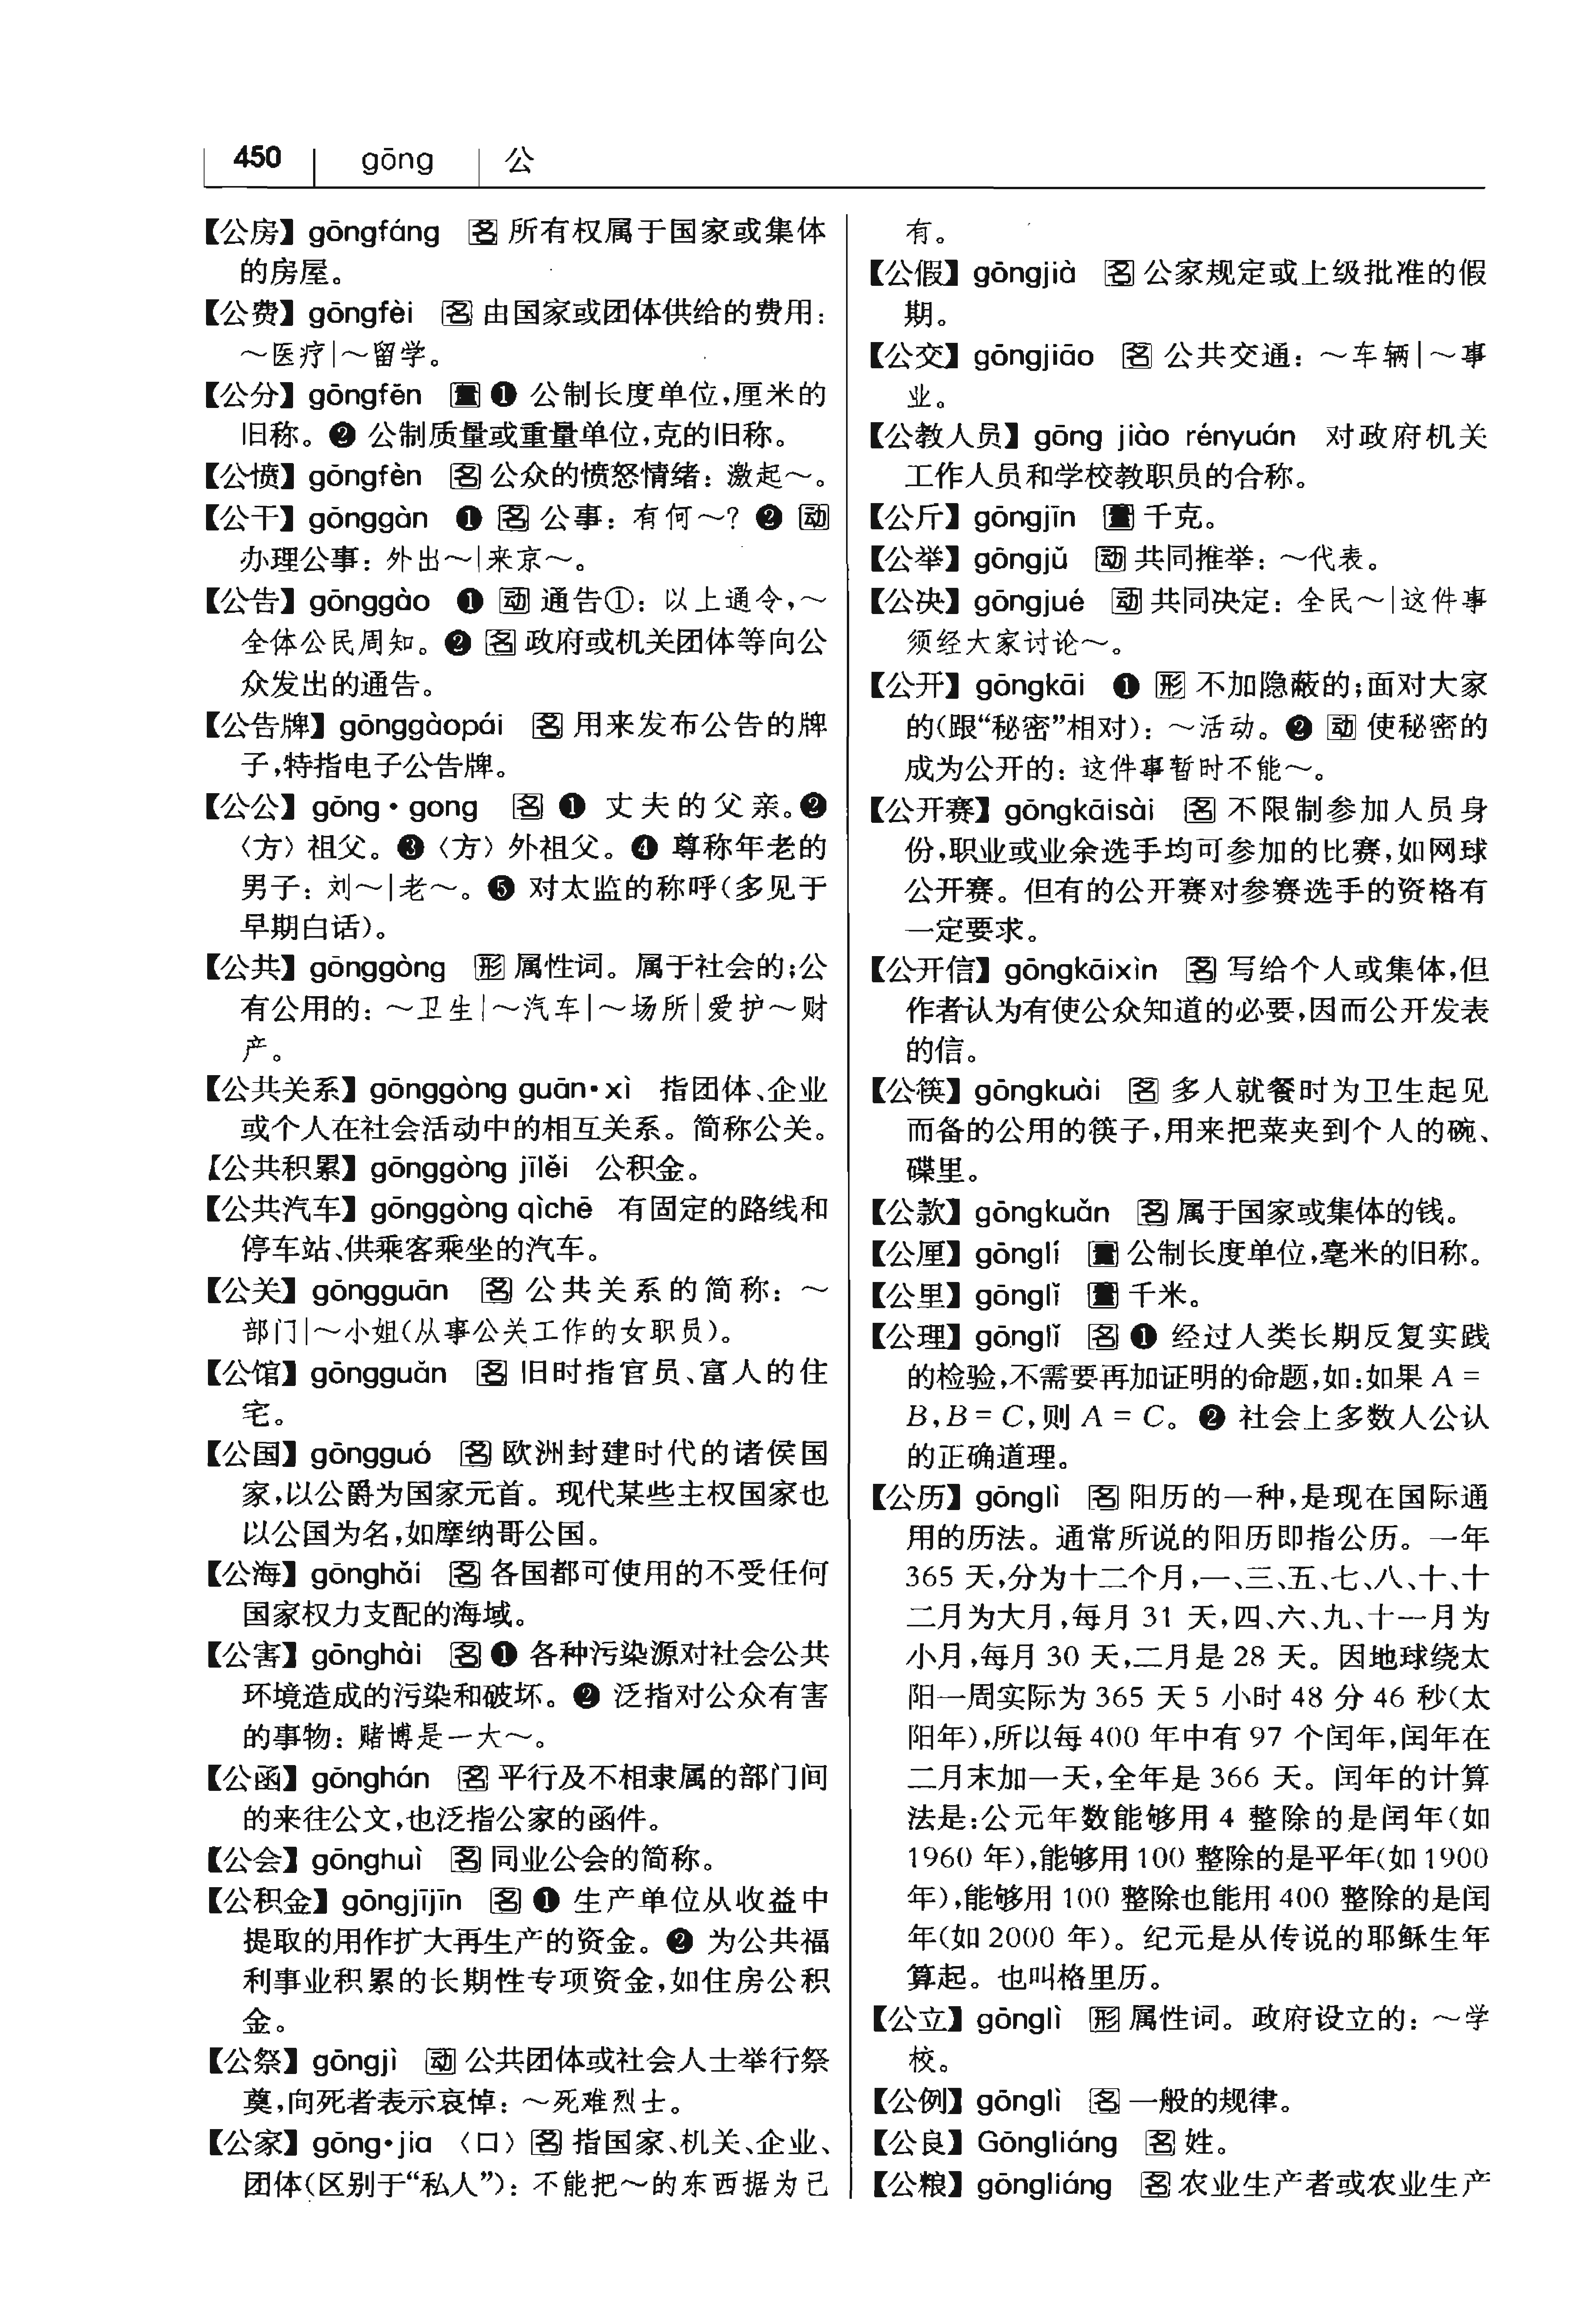 450 gōng 公
【公房】gōngfáng 名 所有权属于国家或集体
的房屋。
【公费】gōngfèi 名 由国家或团体供给的费用：
～医疗|～留学。
【公分】gōngfēn 量 ❶ 公制长度单位，厘米的
旧称。❷ 公制质量或重量单位，克的旧称。
【公愤】gōngfèn 名 公众的愤怒情绪：激起～。
【公干】gōnggàn ❶ 名 公事：有何～？❷ 动
办理公事：外出～|来京～。
【公告】gōnggào ❶ 动 通告①：以上通令，～
全体公民周知。❷ 名 政府或机关团体等向公
众发出的通告。
【公告牌】gōnggàopái 名 用来发布公告的牌
子，特指电子公告牌。
【公公】gōng·gong 名 ❶ 丈夫的父亲。❷
〈方〉祖父。❸〈方〉外祖父。❹ 尊称年老的
男子：刘～|老～。❺ 对太监的称呼（多见于
早期白话）。
【公共】gōnggòng 形 属性词。属于社会的；公
有公用的：～卫生|～汽车|～场所|爱护～财
产。
【公共关系】gōnggòng guān·xì 指团体、企业
或个人在社会活动中的相互关系。简称公关。
【公共积累】gōnggòng jīlěi 公积金。
【公共汽车】gōnggòng qìchē 有固定的路线和
停车站、供乘客乘坐的汽车。
【公关】gōngguān 名 公共关系的简称：～
部门|～小姐（从事公关工作的女职员）。
【公馆】gōngguǎn 名 旧时指官员、富人的住
宅。
【公国】gōngguó 名 欧洲封建时代的诸侯国
家，以公爵为国家元首。现代某些主权国家也
以公国为名，如摩纳哥公国。
【公海】gōnghǎi 名 各国都可使用的不受任何
国家权力支配的海域。
【公害】gōnghài 名 ❶ 各种污染源对社会公共
环境造成的污染和破坏。❷ 泛指对公众有害
的事物：赌博是一大～。
【公函】gōnghán 名 平行及不相隶属的部门间
的来往公文，也泛指公家的函件。
【公会】gōnghuì 名 同业公会的简称。
【公积金】gōngjījīn 名 ❶ 生产单位从收益中
提取的用作扩大再生产的资金。❷ 为公共福
利事业积累的长期性专项资金，如住房公积
金。
【公祭】gōngjì 动 公共团体或社会人士举行祭
奠，向死者表示哀悼：～死难烈士。
【公家】gōng·jia 〈口〉名 指国家、机关、企业、
团体（区别于“私人”）：不能把～的东西据为己
有。
【公假】gōngjià 名 公家规定或上级批准的假
期。
【公交】gōngjiāo 名 公共交通：～车辆|～事
业。
【公教人员】gōng jiào rényuán 对政府机关
工作人员和学校教职员的合称。
【公斤】gōngjīn 量 千克。
【公举】gōngjǔ 动 共同推举：～代表。
【公决】gōngjué 动 共同决定：全民～|这件事
须经大家讨论～。
【公开】gōngkāi ❶ 形 不加隐蔽的；面对大家
的（跟“秘密”相对）：～活动。❷ 动 使秘密的
成为公开的：这件事暂时不能～。
【公开赛】gōngkāisài 名 不限制参加人员身
份，职业或业余选手均可参加的比赛，如网球
公开赛。但有的公开赛对参赛选手的资格有
一定要求。
【公开信】gōngkāixìn 名 写给个人或集体，但
作者认为有使公众知道的必要，因而公开发表
的信。
【公筷】gōngkuài 名 多人就餐时为卫生起见
而备的公用的筷子，用来把菜夹到个人的碗、
碟里。
【公款】gōngkuǎn 名 属于国家或集体的钱。
【公厘】gōnglí 量 公制长度单位，毫米的旧称。
【公里】gōnglǐ 量 千米。
【公理】gōnglǐ 名 ❶ 经过人类长期反复实践
的检验，不需要再加证明的命题，如：如果 A =
B，B = C，则 A = C。❷ 社会上多数人公认
的正确道理。
【公历】gōnglì 名 阳历的一种，是现在国际通
用的历法。通常所说的阳历即指公历。一年
365 天，分为十二个月，一、三、五、七、八、十、十
二月为大月，每月 31 天，四、六、九、十一月为
小月，每月 30 天，二月是 28 天。因地球绕太
阳一周实际为 365 天 5 小时 48 分 46 秒（太
阳年），所以每 400 年中有 97 个闰年，闰年在
二月末加一天，全年是 366 天。闰年的计算
法是：公元年数能够用 4 整除的是闰年（如
1960 年），能够用 100 整除的是平年（如 1900
年），能够用 100 整除也能用 400 整除的是闰
年（如 2000 年）。纪元是从传说的耶稣生年
算起。也叫格里历。
【公立】gōnglì 形 属性词。政府设立的：～学
校。
【公例】gōnglì 名 一般的规律。
【公良】Gōngliáng 名 姓。
【公粮】gōngliáng 名 农业生产者或农业生产